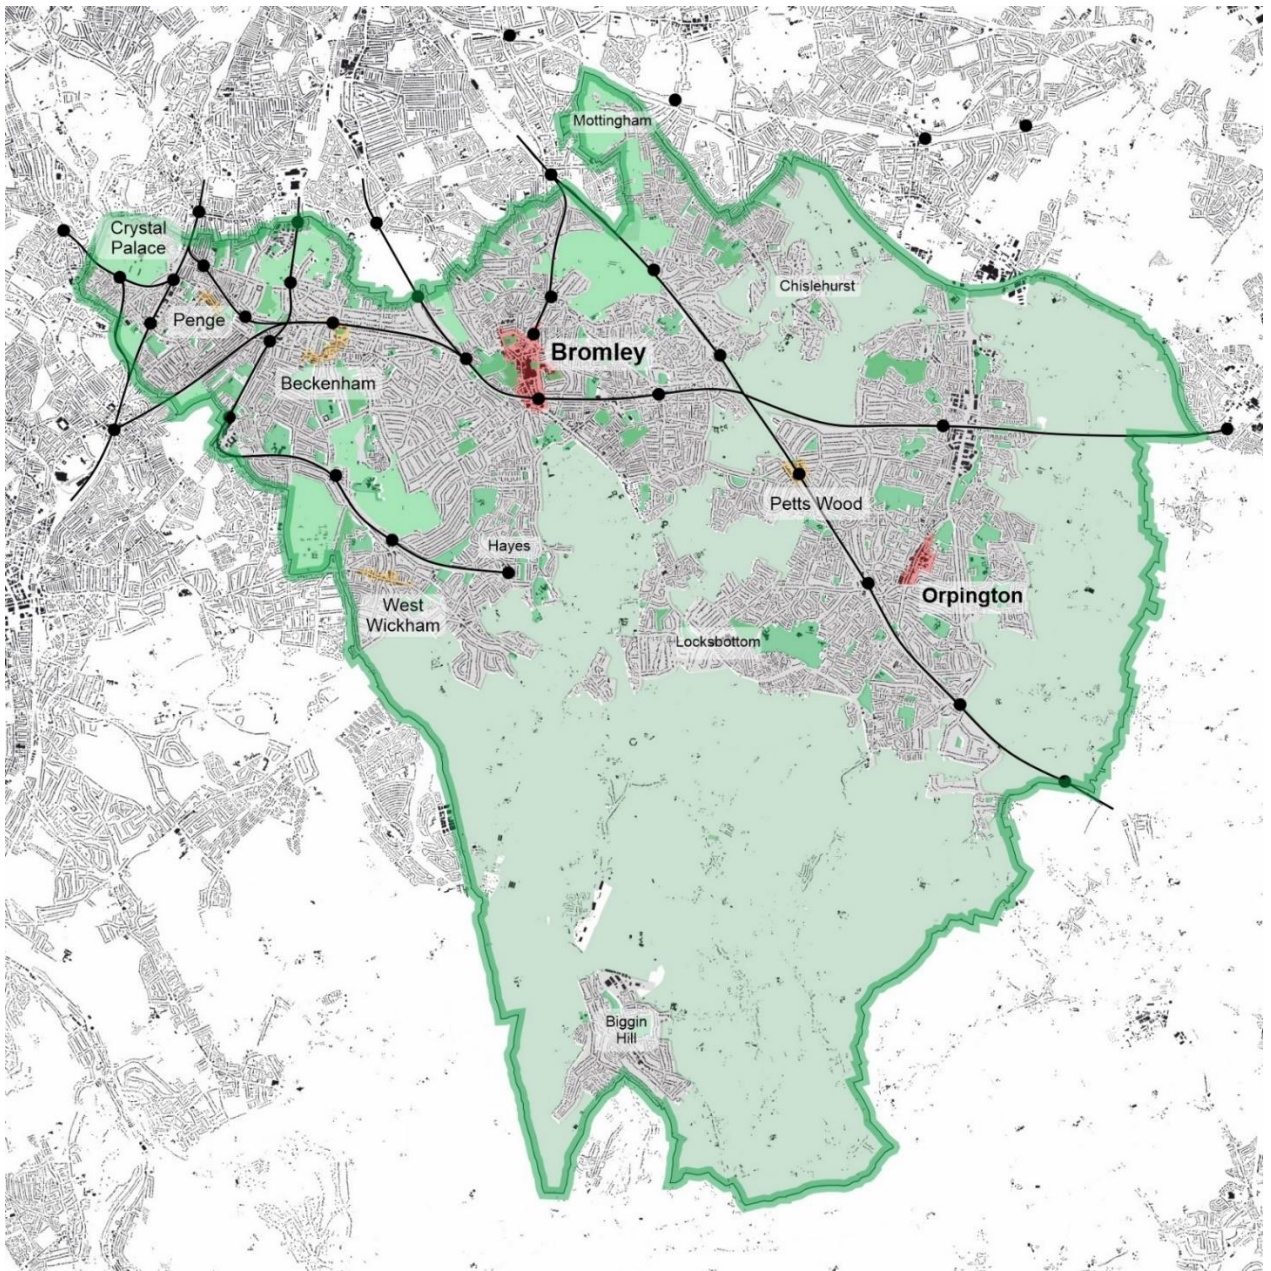 Mottingham
Crystal
Palace
Chislehurst
Penge
Bromley
Beckenham
Petts Wood
Hayes
Orpington
West
Wickham
Locksbottom
Biggin
Hill